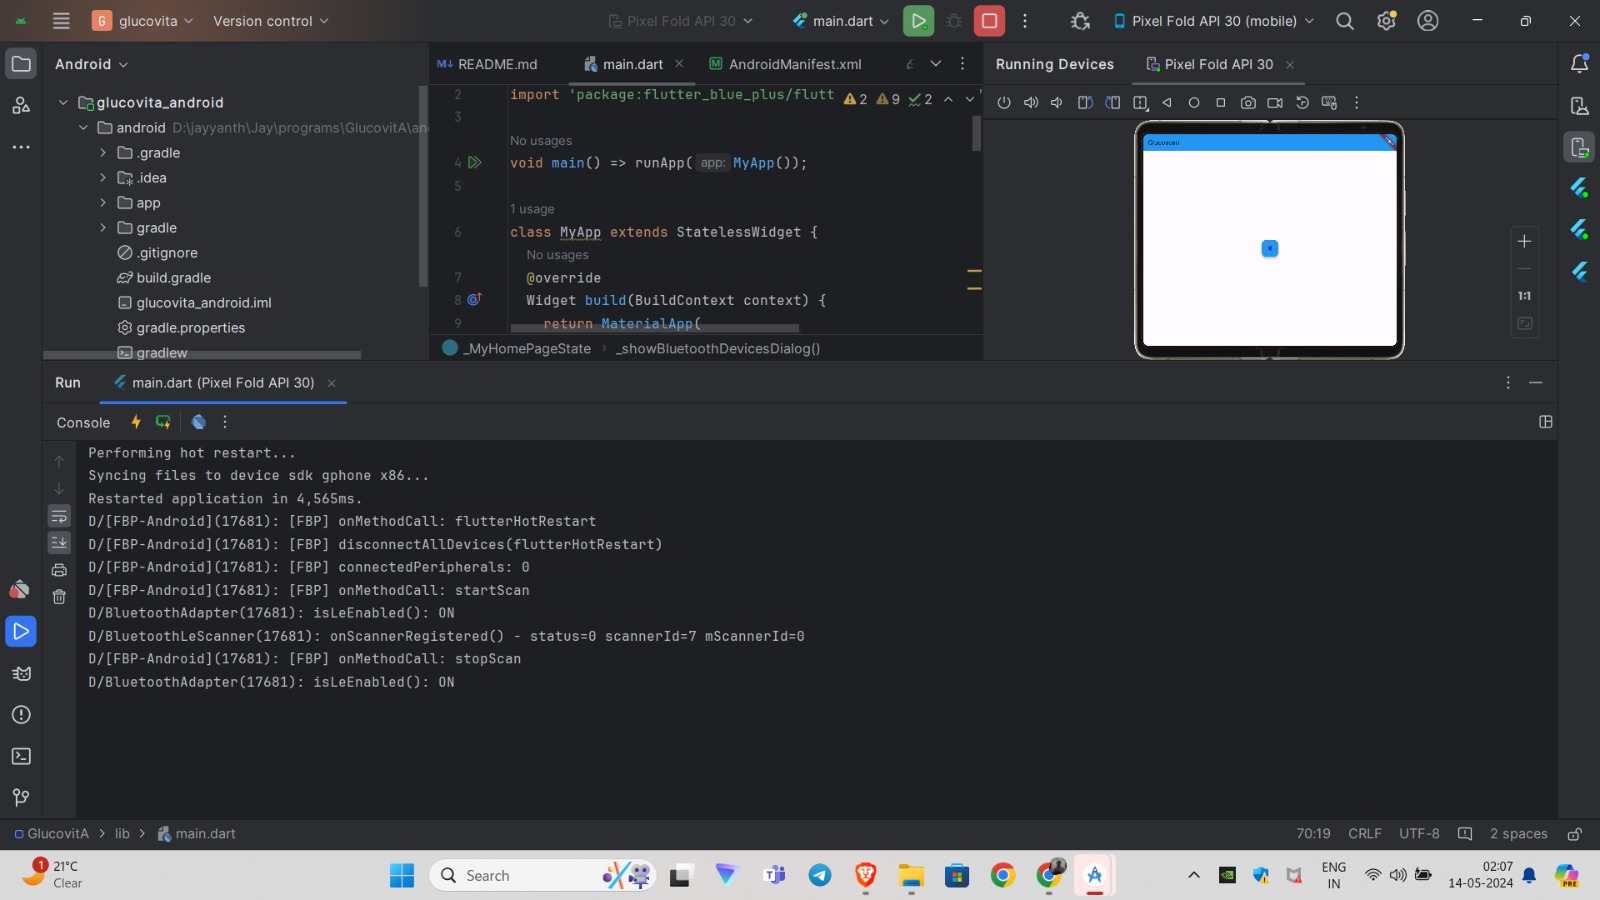 G glucovita
Version control
Pixel Fold API 30
main.dart
Pixel Fold API 30 (mobile)
Android
M↓ README.md
main.dart
AndroidManifest.xml
Running Devices
Pixel Fold API 30
glucovita_android
android D:\jayyanth\Jay\programs\GlucovitA\an
.gradle
.idea
app
gradle
.gitignore
build.gradle
glucovita_android.iml
gradle.properties
gradlew
2 import 'package:flutter_blue_plus/flutt
2 9 2
3
No usages
4 void main() => runApp( app: MyApp());
5
1 usage
6 class MyApp extends StatelessWidget {
No usages
7 @override
8 Widget build(BuildContext context) {
9 return MaterialApp(
_MyHomePageState
_showBluetoothDevicesDialog()
1:1
Run
main.dart (Pixel Fold API 30)
Console
Performing hot restart...
Syncing files to device sdk gphone x86...
Restarted application in 4,565ms.
D/[FBP-Android](17681): [FBP] onMethodCall: flutterHotRestart
D/[FBP-Android](17681): [FBP] disconnectAllDevices(flutterHotRestart)
D/[FBP-Android](17681): [FBP] connectedPeripherals: 0
D/[FBP-Android](17681): [FBP] onMethodCall: startScan
D/BluetoothAdapter(17681): isLeEnabled(): ON
D/BluetoothLeScanner(17681): onScannerRegistered() - status=0 scannerId=7 mScannerId=0
D/[FBP-Android](17681): [FBP] onMethodCall: stopScan
D/BluetoothAdapter(17681): isLeEnabled(): ON
GlucovitA > lib > main.dart
70:19 CRLF UTF-8 2 spaces
1
21°C
Clear
Search
ENG
IN
02:07
14-05-2024
PRE